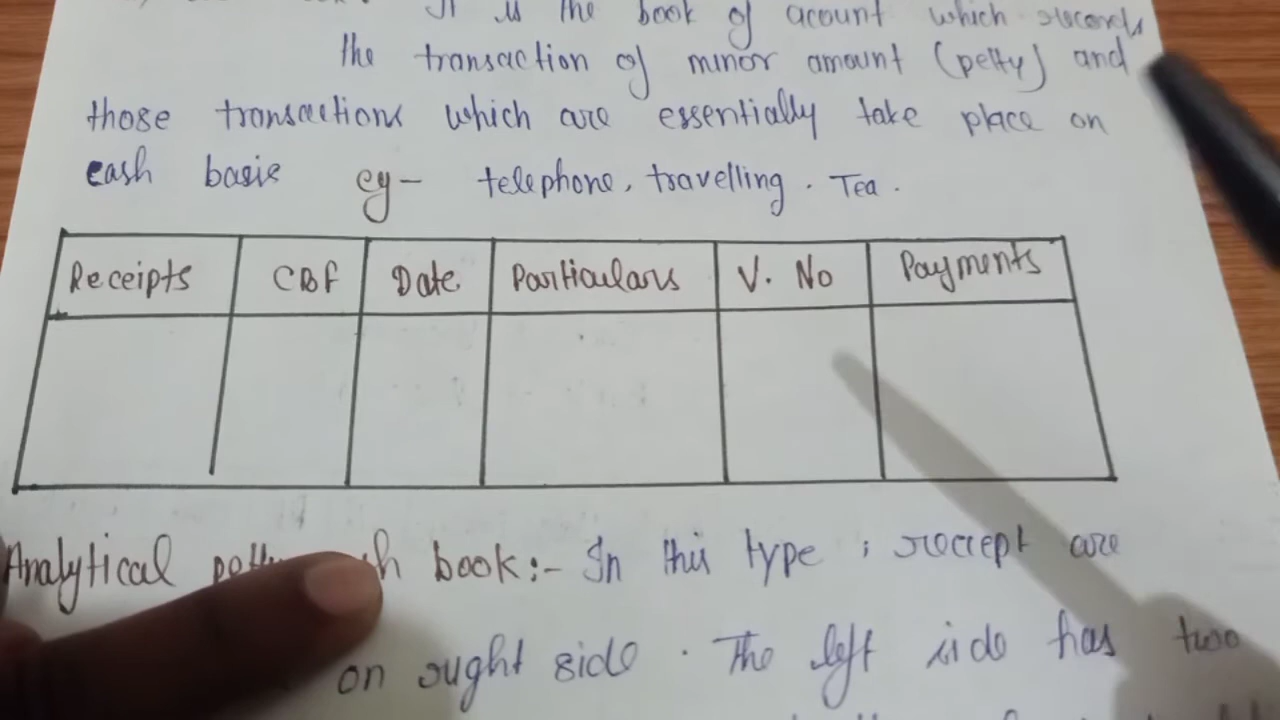 It is the book of acount which records
the transaction of minor amount (petty) and
those transactions which are essentially take place on
cash basis eg- telephone, travelling. Tea.
Receipts CBF Date Particulars V. No Payments
Analytical book:- In this type, receept are
on right side. The left side has two